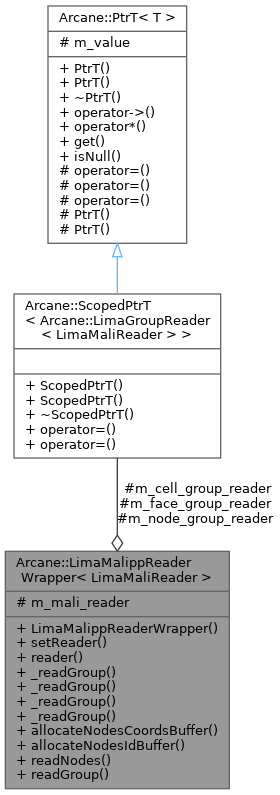 Arcane::PtrT< T >
# m_value
+ PtrT()
+ PtrT()
+ ~PtrT()
+ operator->()
+ operator*()
+ get()
+ isNull()
# operator=()
# operator=()
# operator=()
# PtrT()
# PtrT()
Arcane::ScopedPtrT
< Arcane::LimaGroupReader
< LimaMaliReader > >
+ ScopedPtrT()
+ ScopedPtrT()
+ ~ScopedPtrT()
+ operator=()
+ operator=()
#m_cell_group_reader
#m_face_group_reader
#m_node_group_reader
Arcane::LimaMalippReader
Wrapper< LimaMaliReader >
# m_mali_reader
+ LimaMalippReaderWrapper()
+ setReader()
+ reader()
+ _readGroup()
+ _readGroup()
+ _readGroup()
+ _readGroup()
+ allocateNodesCoordsBuffer()
+ allocateNodesIdBuffer()
+ readNodes()
+ readGroup()